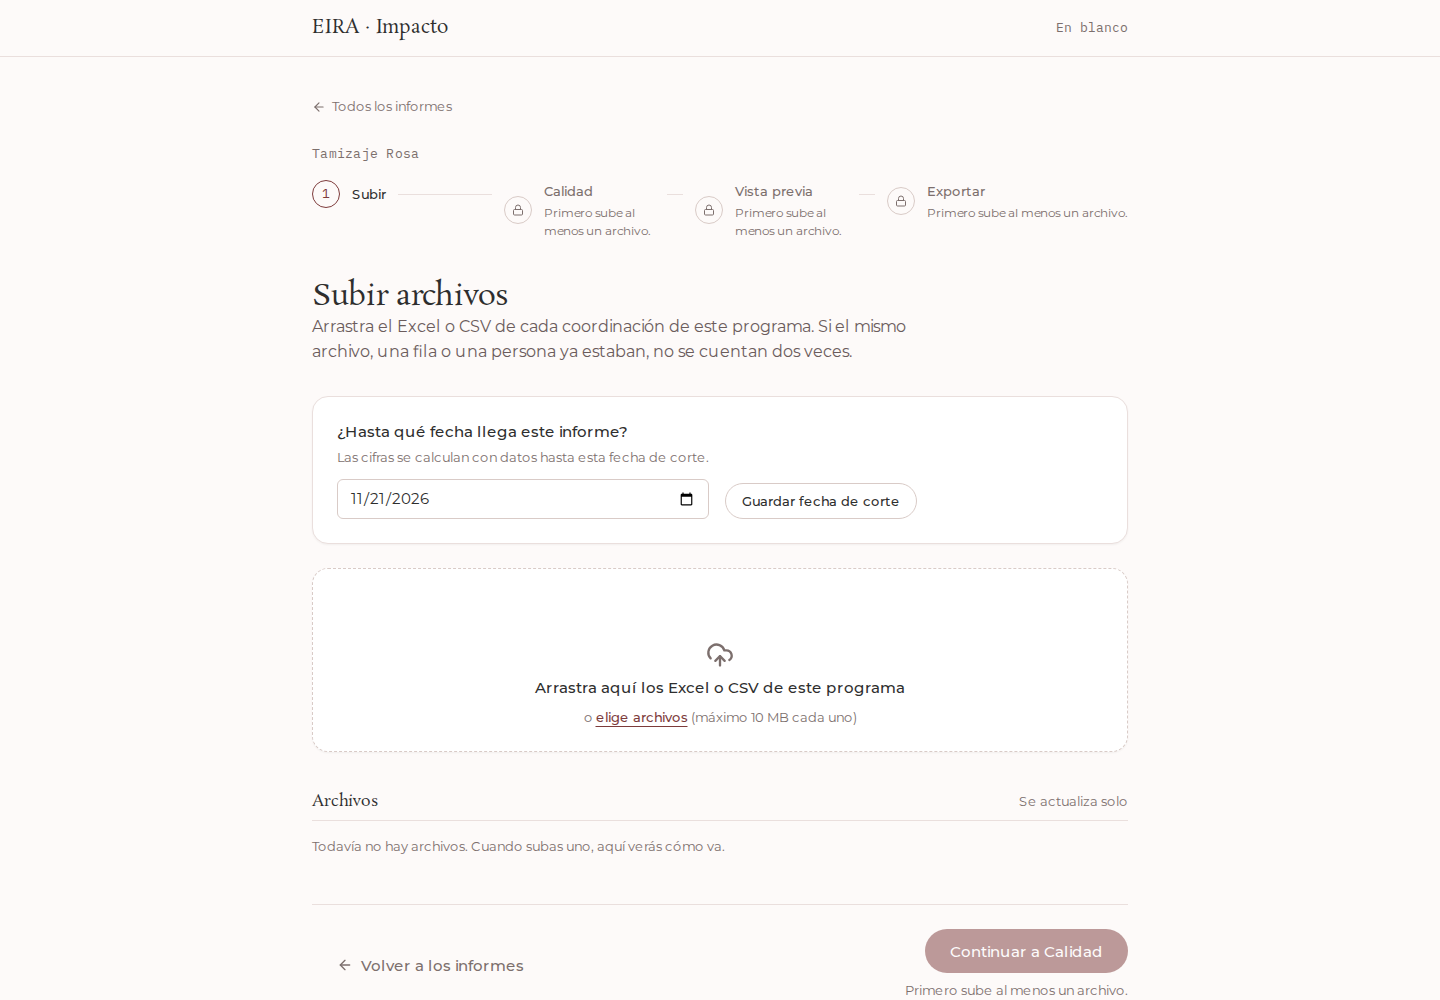 EIRA · Impacto
En blanco
Todos los informes
Tamizaje Rosa
1 Subir
Calidad
Primero sube al
menos un archivo.
Vista previa
Primero sube al
menos un archivo.
Exportar
Primero sube al menos un archivo.
Subir archivos
Arrastra el Excel o CSV de cada coordinación de este programa. Si el mismo
archivo, una fila o una persona ya estaban, no se cuentan dos veces.
¿Hasta qué fecha llega este informe?
Las cifras se calculan con datos hasta esta fecha de corte.
11/21/2026
Guardar fecha de corte
Arrastra aquí los Excel o CSV de este programa
o elige archivos (máximo 10 MB cada uno)
Archivos
Se actualiza solo
Todavía no hay archivos. Cuando subas uno, aquí verás cómo va.
Volver a los informes
Continuar a Calidad
Primero sube al menos un archivo.